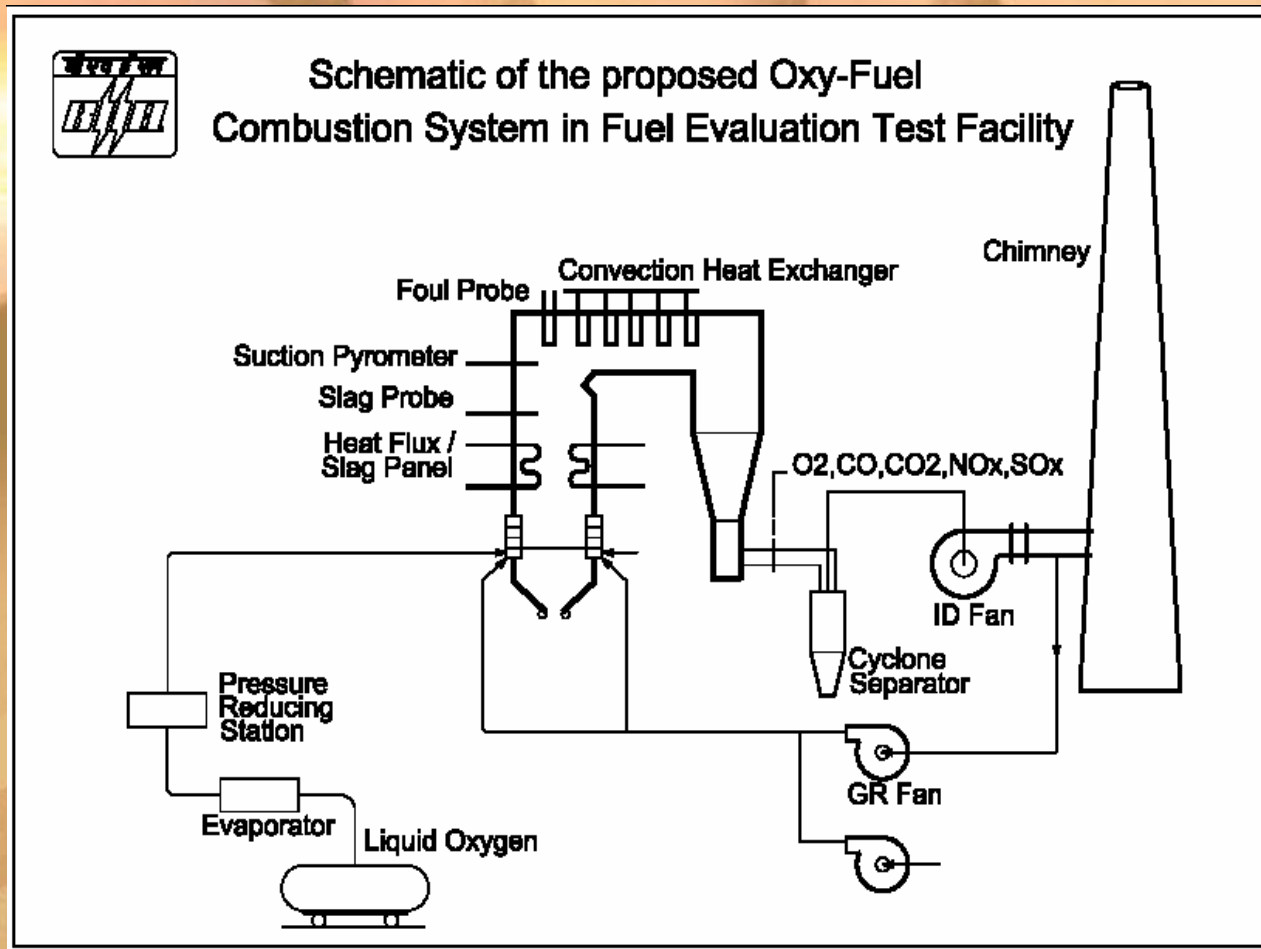 बीएचईएल
Schematic of the proposed Oxy-Fuel
Combustion System in Fuel Evaluation Test Facility
Chimney
Convection Heat Exchanger
Foul Probe
Suction Pyrometer
Slag Probe
Heat Flux /
Slag Panel
O2,CO,CO2,NOx,SOx
ID Fan
Cyclone
Separator
Pressure
Reducing
Station
GR Fan
Evaporator
Liquid Oxygen